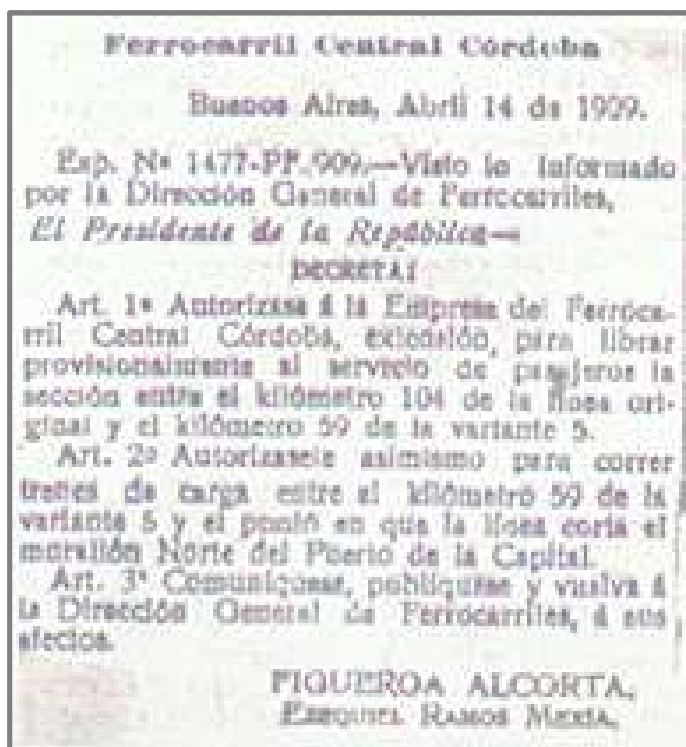 Ferrocarril Central Córdoba
Buenos Aires, Abril 14 de 1909.
Exp. Nº 1477-PF.-909.—Visto lo informado
por la Dirección General de Ferrocarriles,
El Presidente de la República—
DECRETA:
Art. 1º Autorízase á la Empresa del Ferroca-
rril Central Córdoba, extensión, para librar
provisionalmente al servicio de pasajeros la
sección entre el kilómetro 104 de la línea ori-
ginal y el kilómetro 59 de la variante 5.
Art. 2º Autorízasele asimismo para correr
trenes de carga entre el kilómetro 59 de la
variante 5 y el punto en que la línea corta el
murallón Norte del Puerto de la Capital.
Art. 3º Comuníquese, publíquese y vuelva á
la Dirección General de Ferrocarriles, á sus
efectos.
FIGUEROA ALCORTA,
EZEQUIEL RAMOS MEXIA,